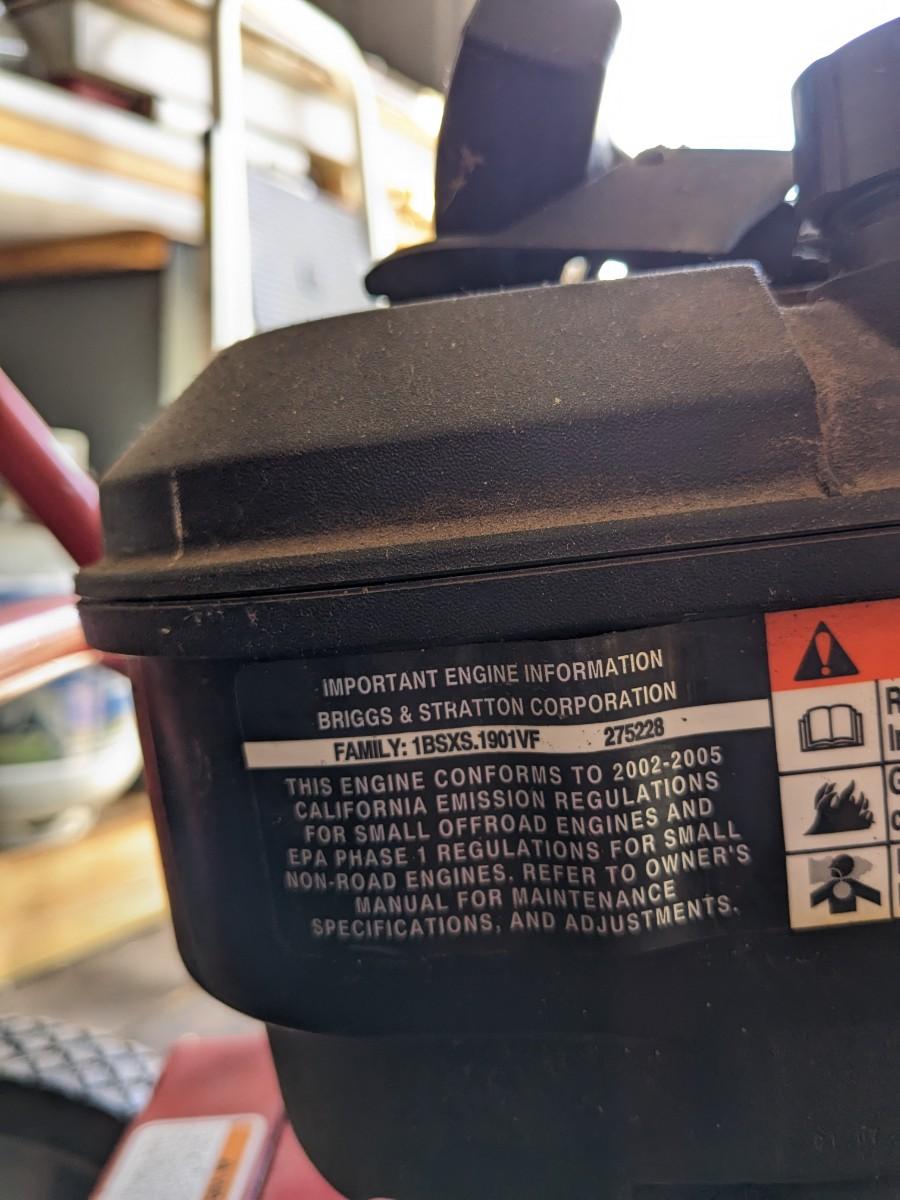 IMPORTANT ENGINE INFORMATION
BRIGGS & STRATTON CORPORATION
FAMILY: 1BSXS.1901VF 275228
THIS ENGINE CONFORMS TO 2002-2005
CALIFORNIA EMISSION REGULATIONS
FOR SMALL OFFROAD ENGINES AND
EPA PHASE 1 REGULATIONS FOR SMALL
NON-ROAD ENGINES. REFER TO OWNER'S
MANUAL FOR MAINTENANCE
SPECIFICATIONS, AND ADJUSTMENTS.